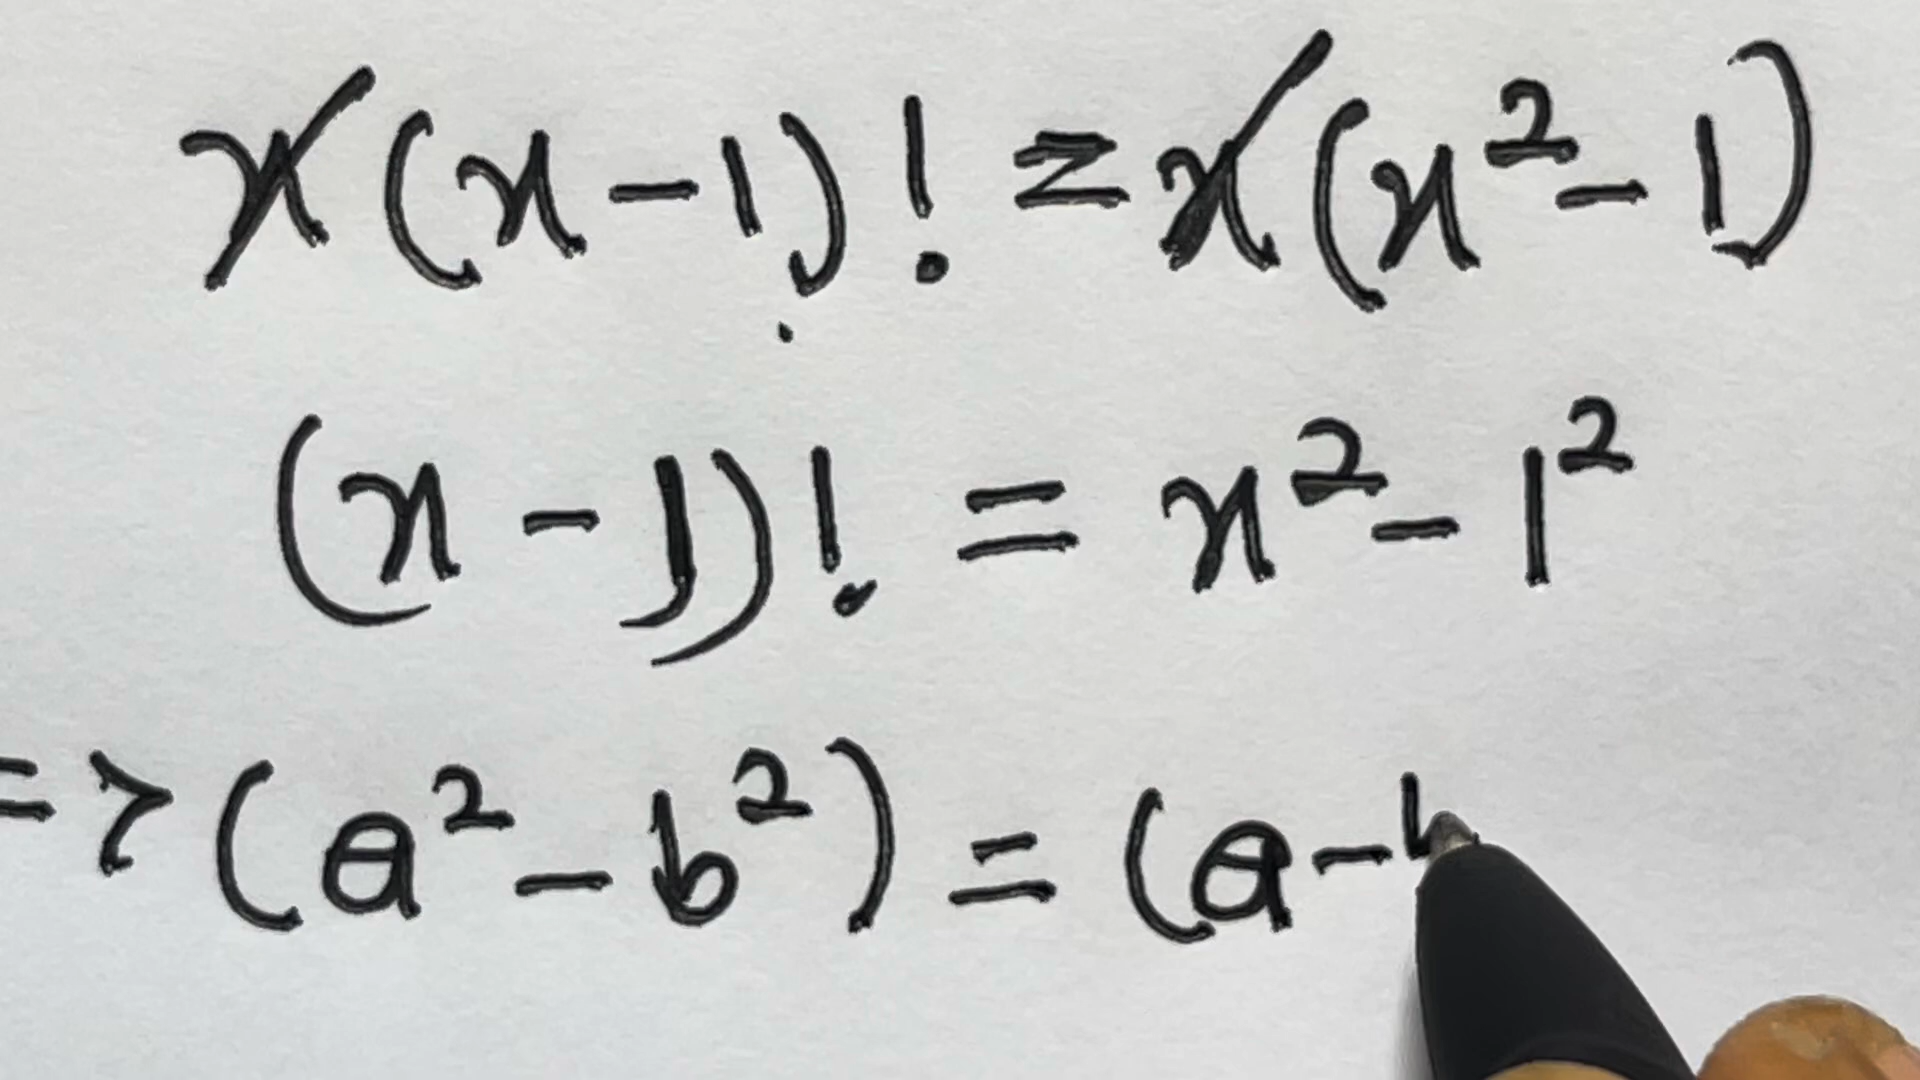 x(x-1)! = x(x²-1)
(x-1)! = x²-1²
=> (a²-b²) = (a-